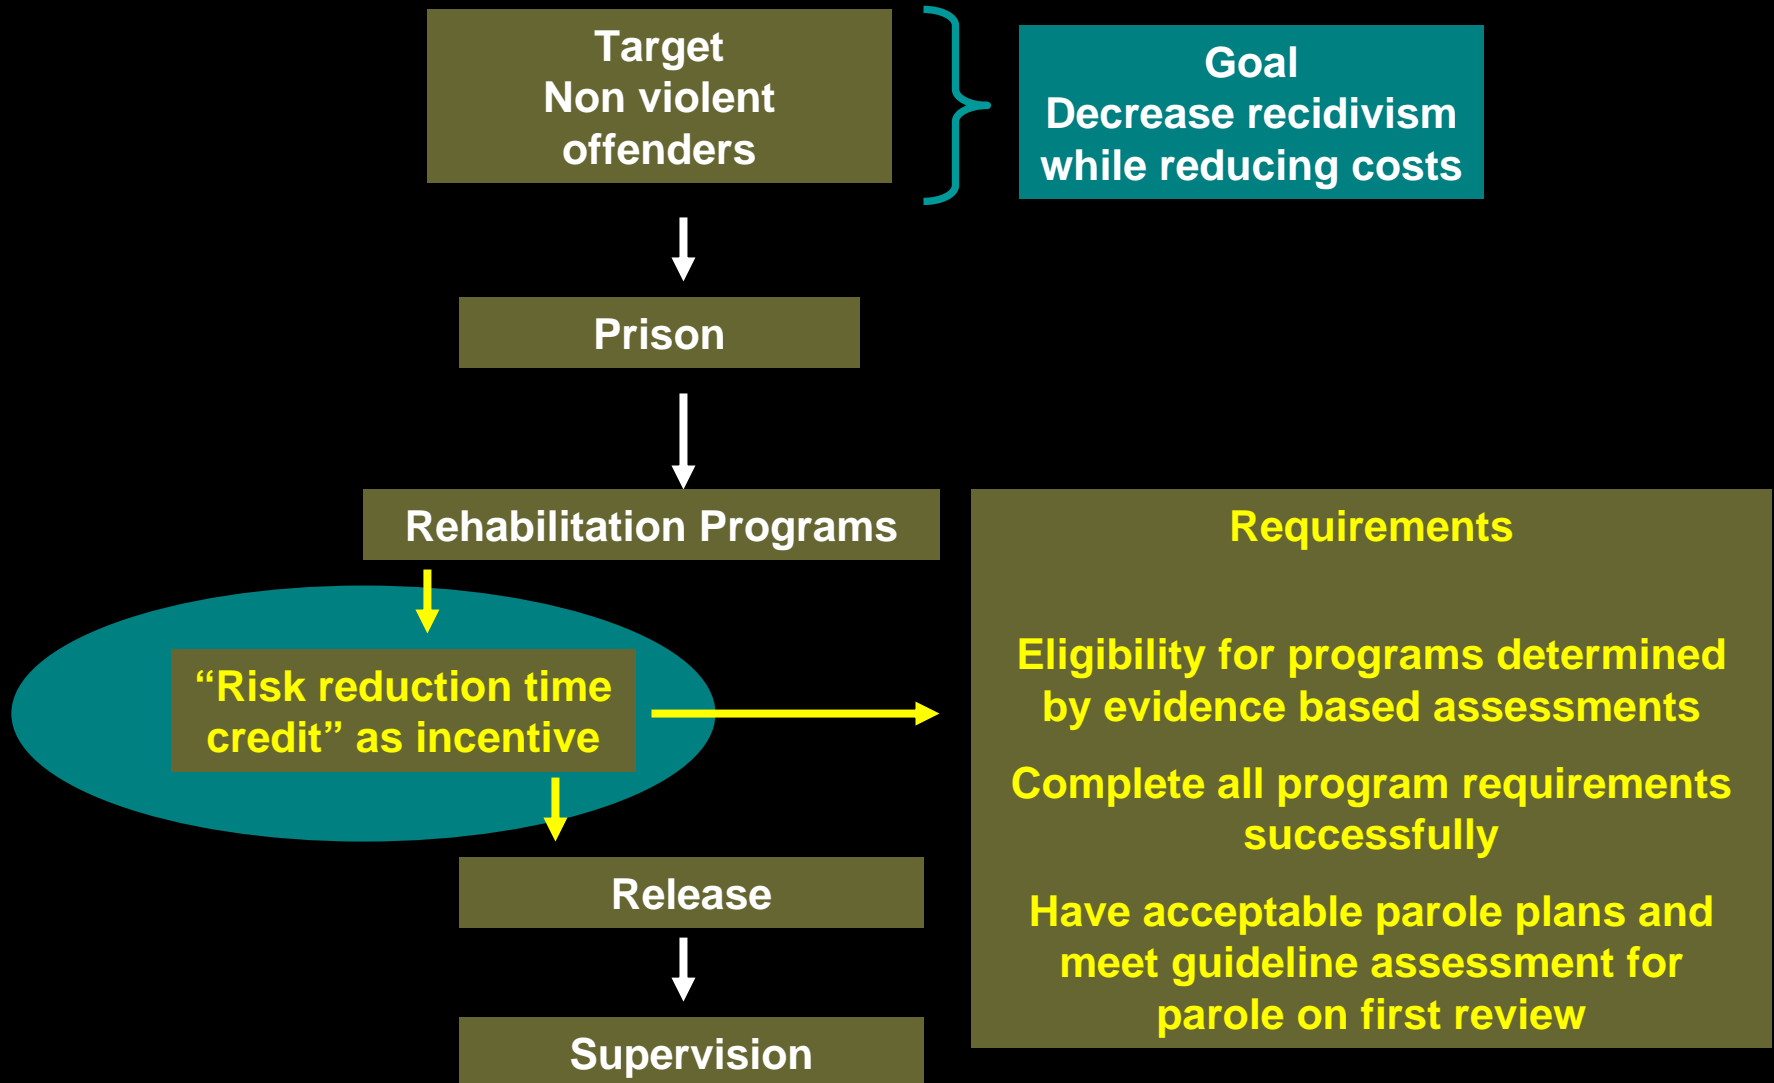 Target
Non violent
offenders
Goal
Decrease recidivism
while reducing costs
Prison
Rehabilitation Programs
“Risk reduction time
credit” as incentive
Requirements
Eligibility for programs determined
by evidence based assessments
Complete all program requirements
successfully
Have acceptable parole plans and
meet guideline assessment for
parole on first review
Release
Supervision